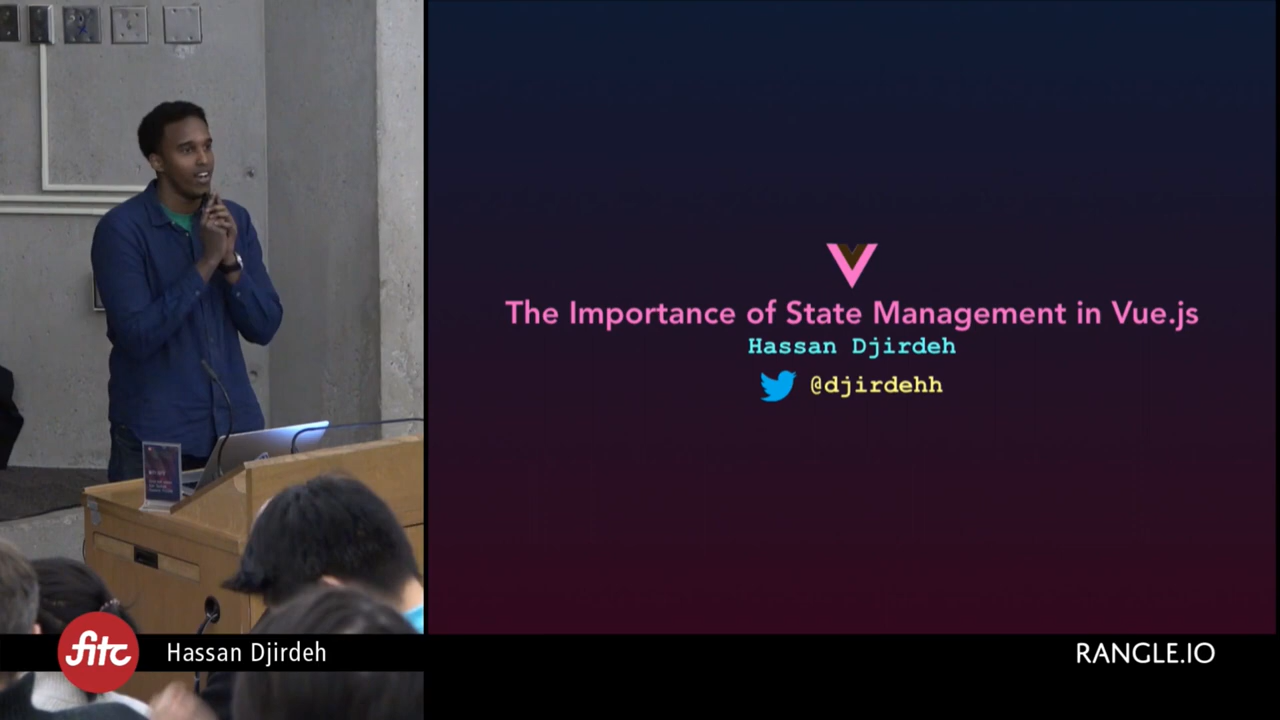 The Importance of State Management in Vue.js
Hassan Djirdeh
@djirdehh
fitc
Hassan Djirdeh
RANGLE.IO